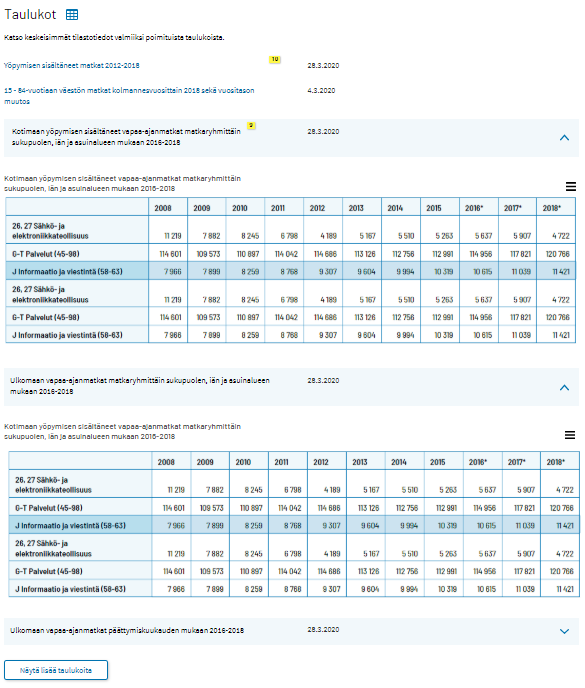 Taulukot
Katso keskeisimmät tilastotiedot valmiiksi poimituista taulukoista.
Yöpymisen sisältäneet matkat 2012-2018 10 28.3.2020
15 - 84-vuotiaan väestön matkat kolmannesvuosittain 2018 sekä vuositason 4.3.2020
muutos
Kotimaan yöpymisen sisältäneet vapaa-ajanmatkat matkaryhmittäin 9 28.3.2020
sukupuolen, iän ja asuinalueen mukaan 2016-2018
Kotimaan yöpymisen sisältäneet vapaa-ajanmatkat matkaryhmittäin
sukupuolen, iän ja asuinalueen mukaan 2016-2018
2008 2009 2010 2011 2012 2013 2014 2015 2016* 2017* 2018*
26, 27 Sähkö- ja
elektroniikkateollisuus 11 219 7 882 8 245 6 798 4 189 5 167 5 510 5 263 5 637 5 907 4 722
G-T Palvelut (45-98) 114 601 109 573 110 897 114 042 114 686 113 126 112 756 112 991 114 956 117 821 120 766
J Informaatio ja viestintä (58-63) 7 966 7 899 8 259 8 768 9 307 9 604 9 994 10 319 10 615 11 039 11 421
26, 27 Sähkö- ja
elektroniikkateollisuus 11 219 7 882 8 245 6 798 4 189 5 167 5 510 5 263 5 637 5 907 4 722
G-T Palvelut (45-98) 114 601 109 573 110 897 114 042 114 686 113 126 112 756 112 991 114 956 117 821 120 766
J Informaatio ja viestintä (58-63) 7 966 7 899 8 259 8 768 9 307 9 604 9 994 10 319 10 615 11 039 11 421
Ulkomaan vapaa-ajanmatkat matkaryhmittäin sukupuolen, iän ja asuinalueen 28.3.2020
mukaan 2016-2018
Kotimaan yöpymisen sisältäneet vapaa-ajanmatkat matkaryhmittäin
sukupuolen, iän ja asuinalueen mukaan 2016-2018
2008 2009 2010 2011 2012 2013 2014 2015 2016* 2017* 2018*
26, 27 Sähkö- ja
elektroniikkateollisuus 11 219 7 882 8 245 6 798 4 189 5 167 5 510 5 263 5 637 5 907 4 722
G-T Palvelut (45-98) 114 601 109 573 110 897 114 042 114 686 113 126 112 756 112 991 114 956 117 821 120 766
J Informaatio ja viestintä (58-63) 7 966 7 899 8 259 8 768 9 307 9 604 9 994 10 319 10 615 11 039 11 421
26, 27 Sähkö- ja
elektroniikkateollisuus 11 219 7 882 8 245 6 798 4 189 5 167 5 510 5 263 5 637 5 907 4 722
G-T Palvelut (45-98) 114 601 109 573 110 897 114 042 114 686 113 126 112 756 112 991 114 956 117 821 120 766
J Informaatio ja viestintä (58-63) 7 966 7 899 8 259 8 768 9 307 9 604 9 994 10 319 10 615 11 039 11 421
Ulkomaan vapaa-ajanmatkat päättymiskuukauden mukaan 2016-2018 28.3.2020
Näytä lisää taulukoita